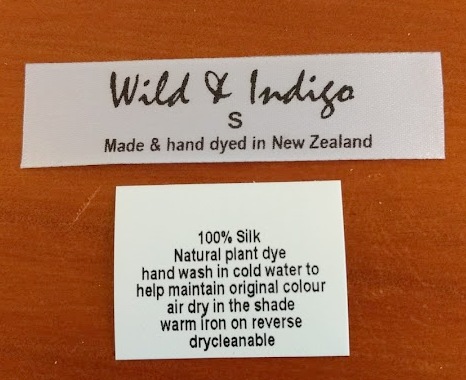 Wild & Indigo
S
Made & hand dyed in New Zealand
100% Silk
Natural plant dye
hand wash in cold water to
help maintain original colour
air dry in the shade
warm iron on reverse
drycleanable